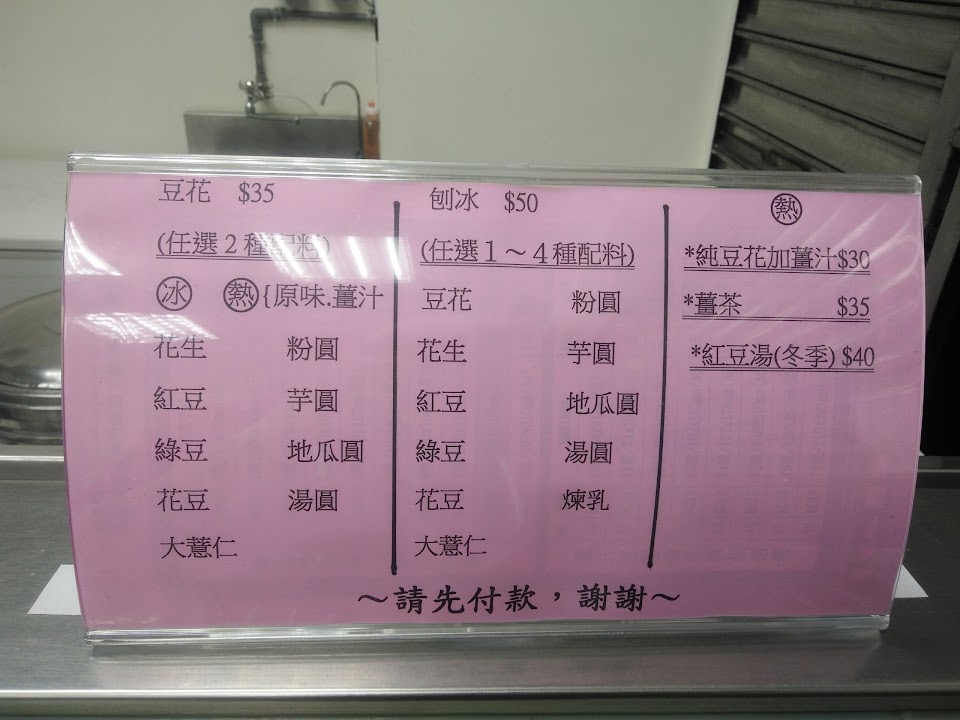 豆花 $35
(任選2種配料)
冰 熱{原味.薑汁
花生 粉圓
紅豆 芋圓
綠豆 地瓜圓
花豆 湯圓
大薏仁
刨冰 $50
(任選1～4種配料)
豆花 粉圓
花生 芋圓
紅豆 地瓜圓
綠豆 湯圓
花豆 煉乳
大薏仁
熱
*純豆花加薑汁$30
*薑茶 $35
*紅豆湯(冬季) $40
～請先付款，謝謝～